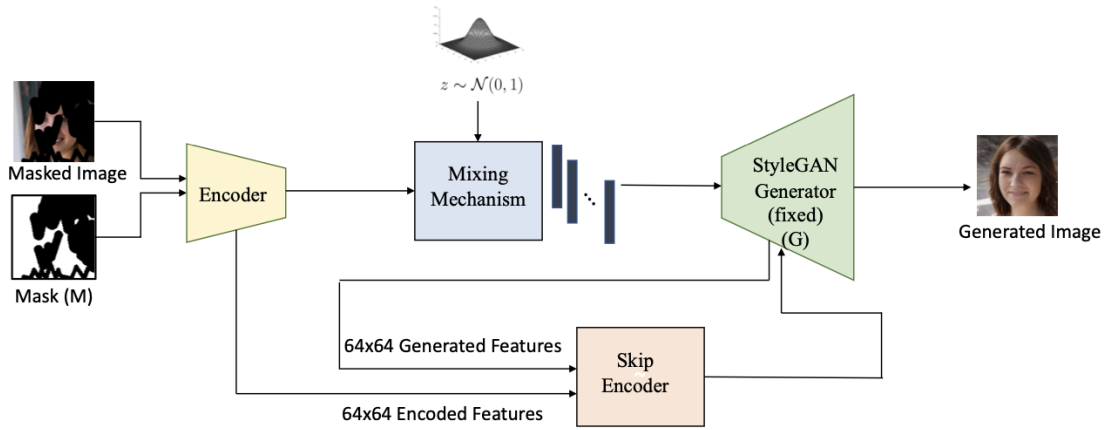 z ∼ 𝒩(0, 1)
Masked Image
Encoder
Mixing
Mechanism
StyleGAN
Generator
(fixed)
(G)
Generated Image
Mask (M)
64x64 Generated Features
Skip
Encoder
64x64 Encoded Features